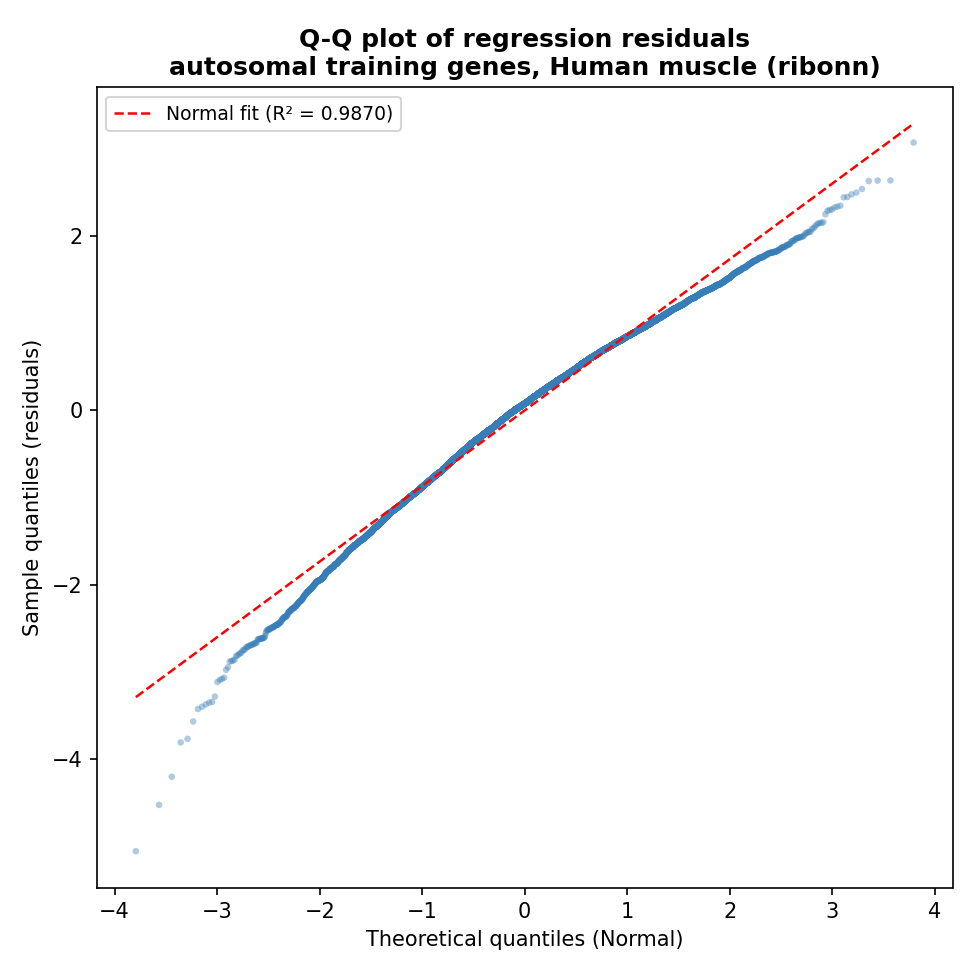 Q-Q plot of regression residuals
autosomal training genes, Human muscle (ribonn)
Normal fit (R² = 0.9870)
Sample quantiles (residuals)
2
0
−2
−4
−4
−3
−2
−1
0
1
2
3
4
Theoretical quantiles (Normal)